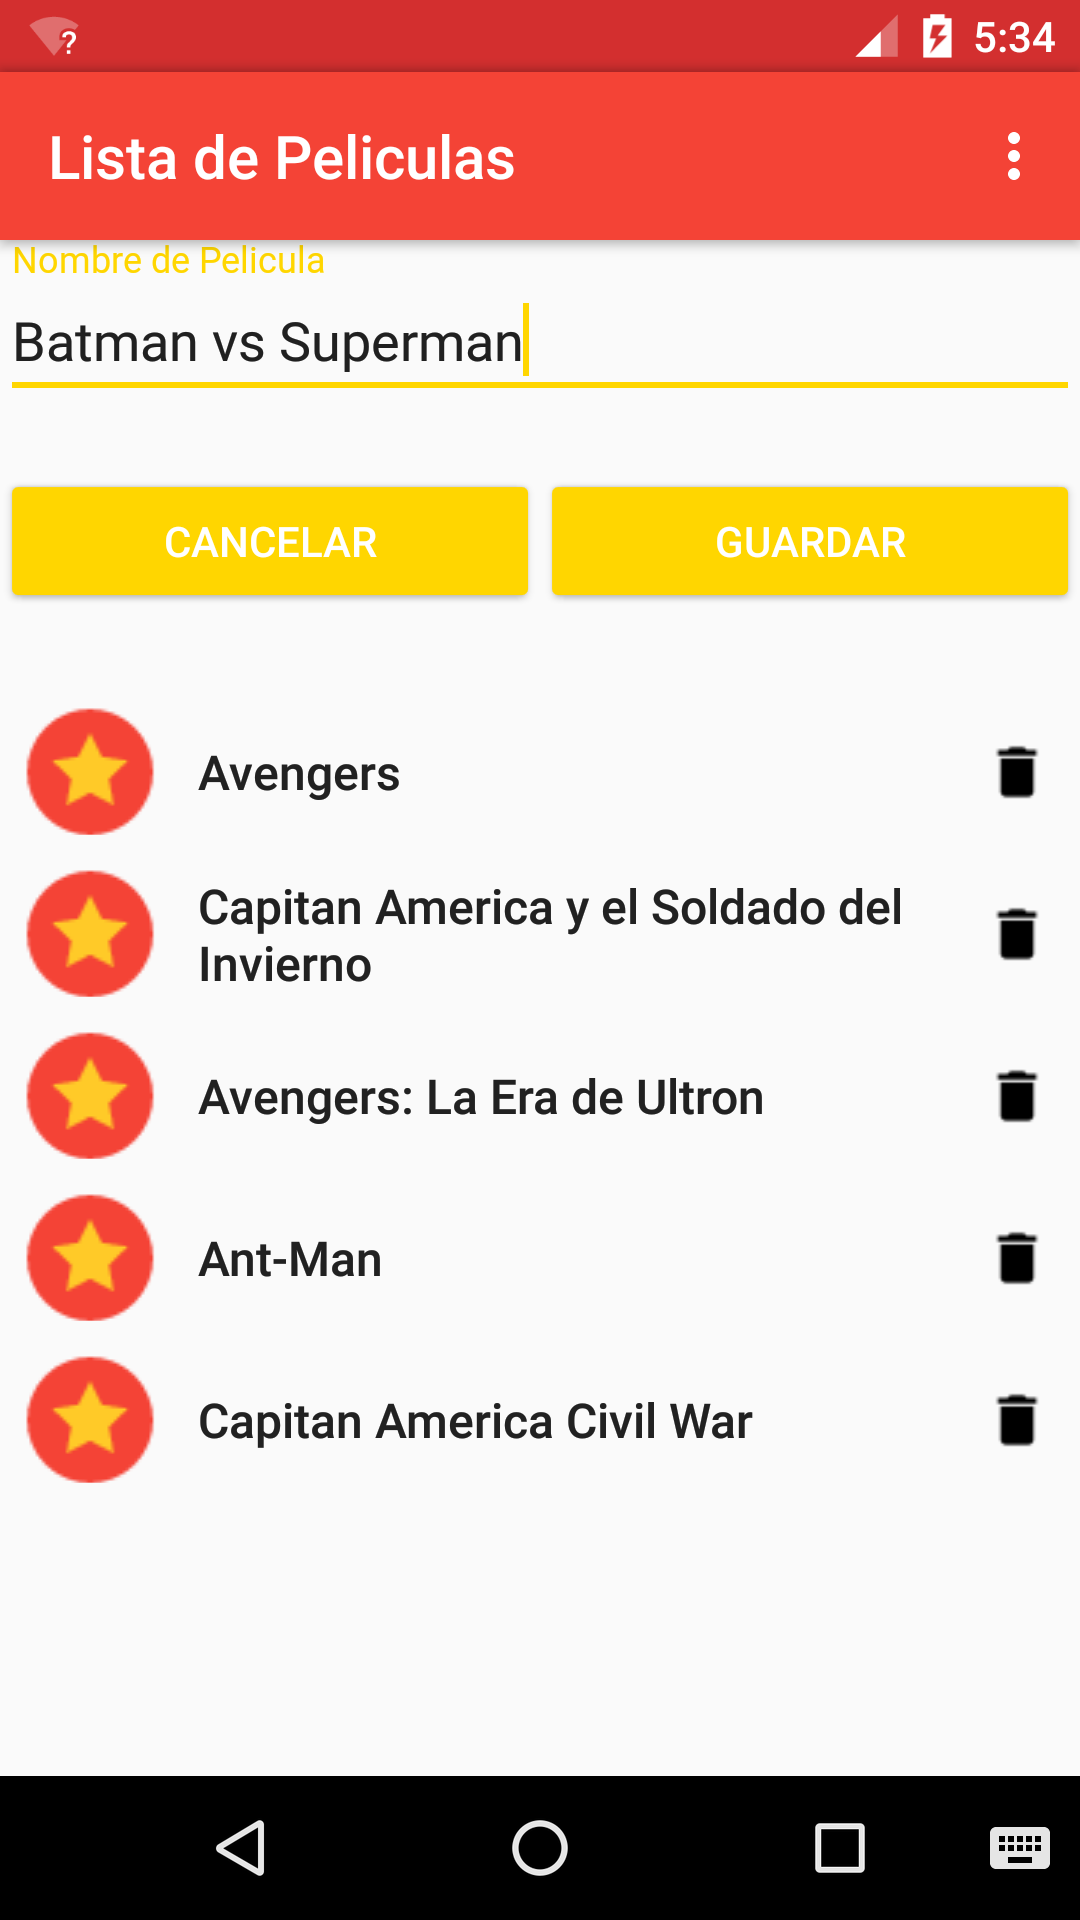 5:34
Lista de Peliculas
Nombre de Pelicula
Batman vs Superman
CANCELAR GUARDAR
Avengers
Capitan America y el Soldado del
Invierno
Avengers: La Era de Ultron
Ant-Man
Capitan America Civil War